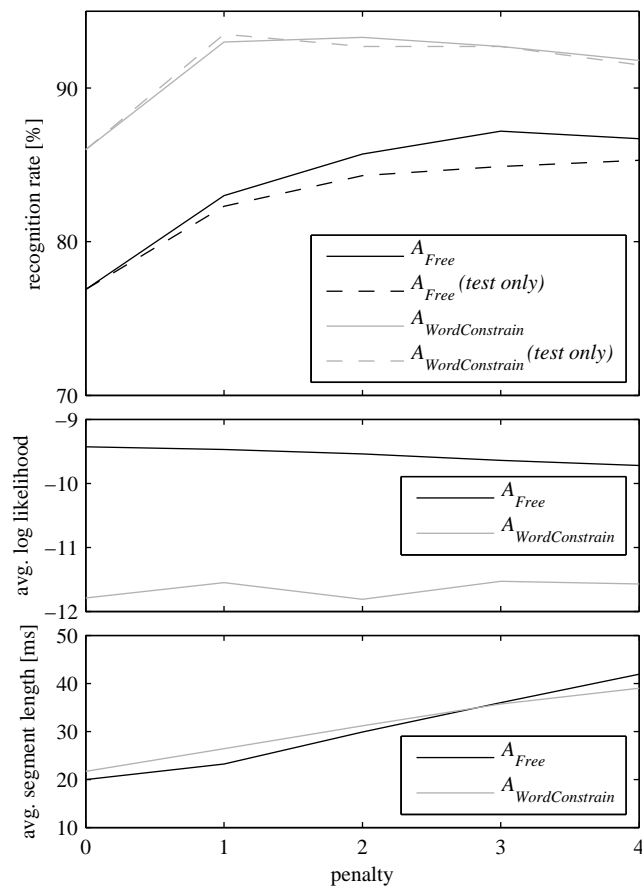 90
80
70
recognition rate [%]
A_Free
A_Free (test only)
A_WordConstrain
A_WordConstrain (test only)
−9
−10
−11
−12
avg. log likelihood
A_Free
A_WordConstrain
50
40
30
20
10
avg. segment length [ms]
A_Free
A_WordConstrain
0 1 2 3 4
penalty